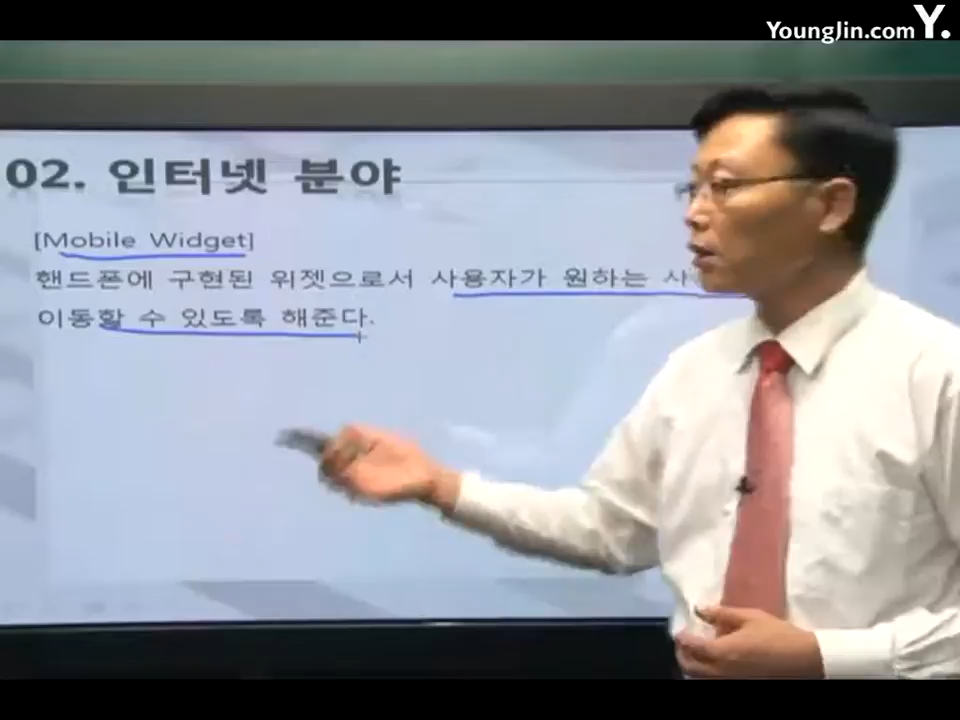 YoungJin.com Y.
02. 인터넷 분야
[Mobile Widget]
핸드폰에 구현된 위젯으로서 사용자가 원하는
이동할 수 있도록 해준다.